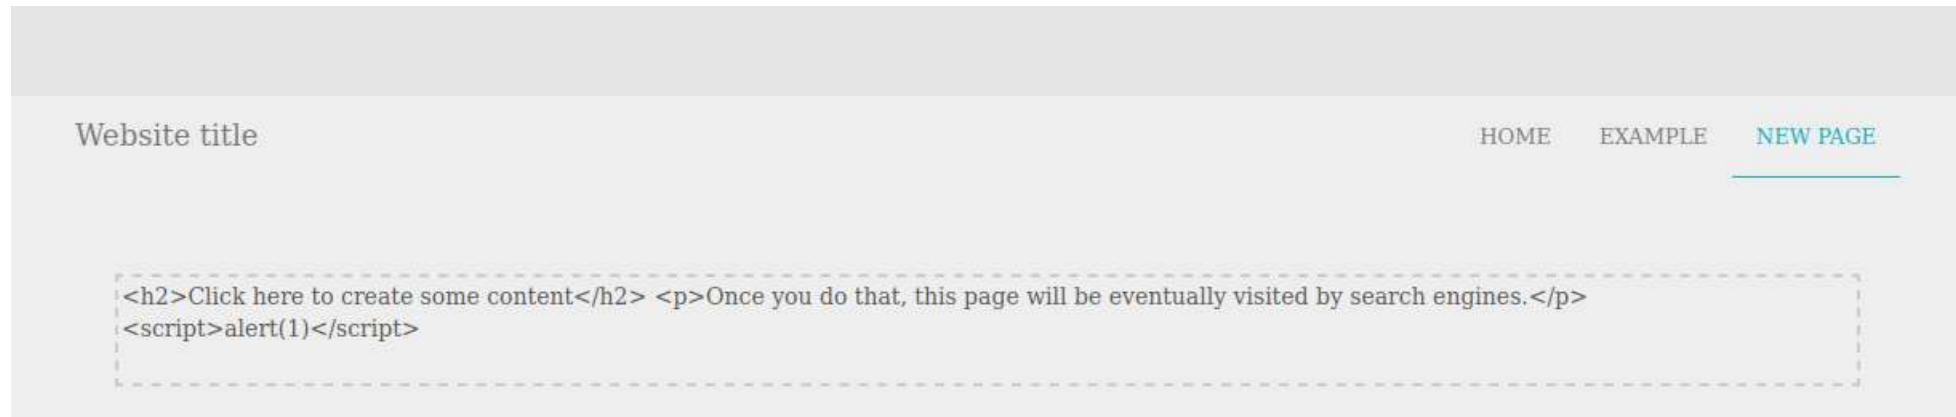 Website title
HOME EXAMPLE NEW PAGE
<h2>Click here to create some content</h2> <p>Once you do that, this page will be eventually visited by search engines.</p>
<script>alert(1)</script>